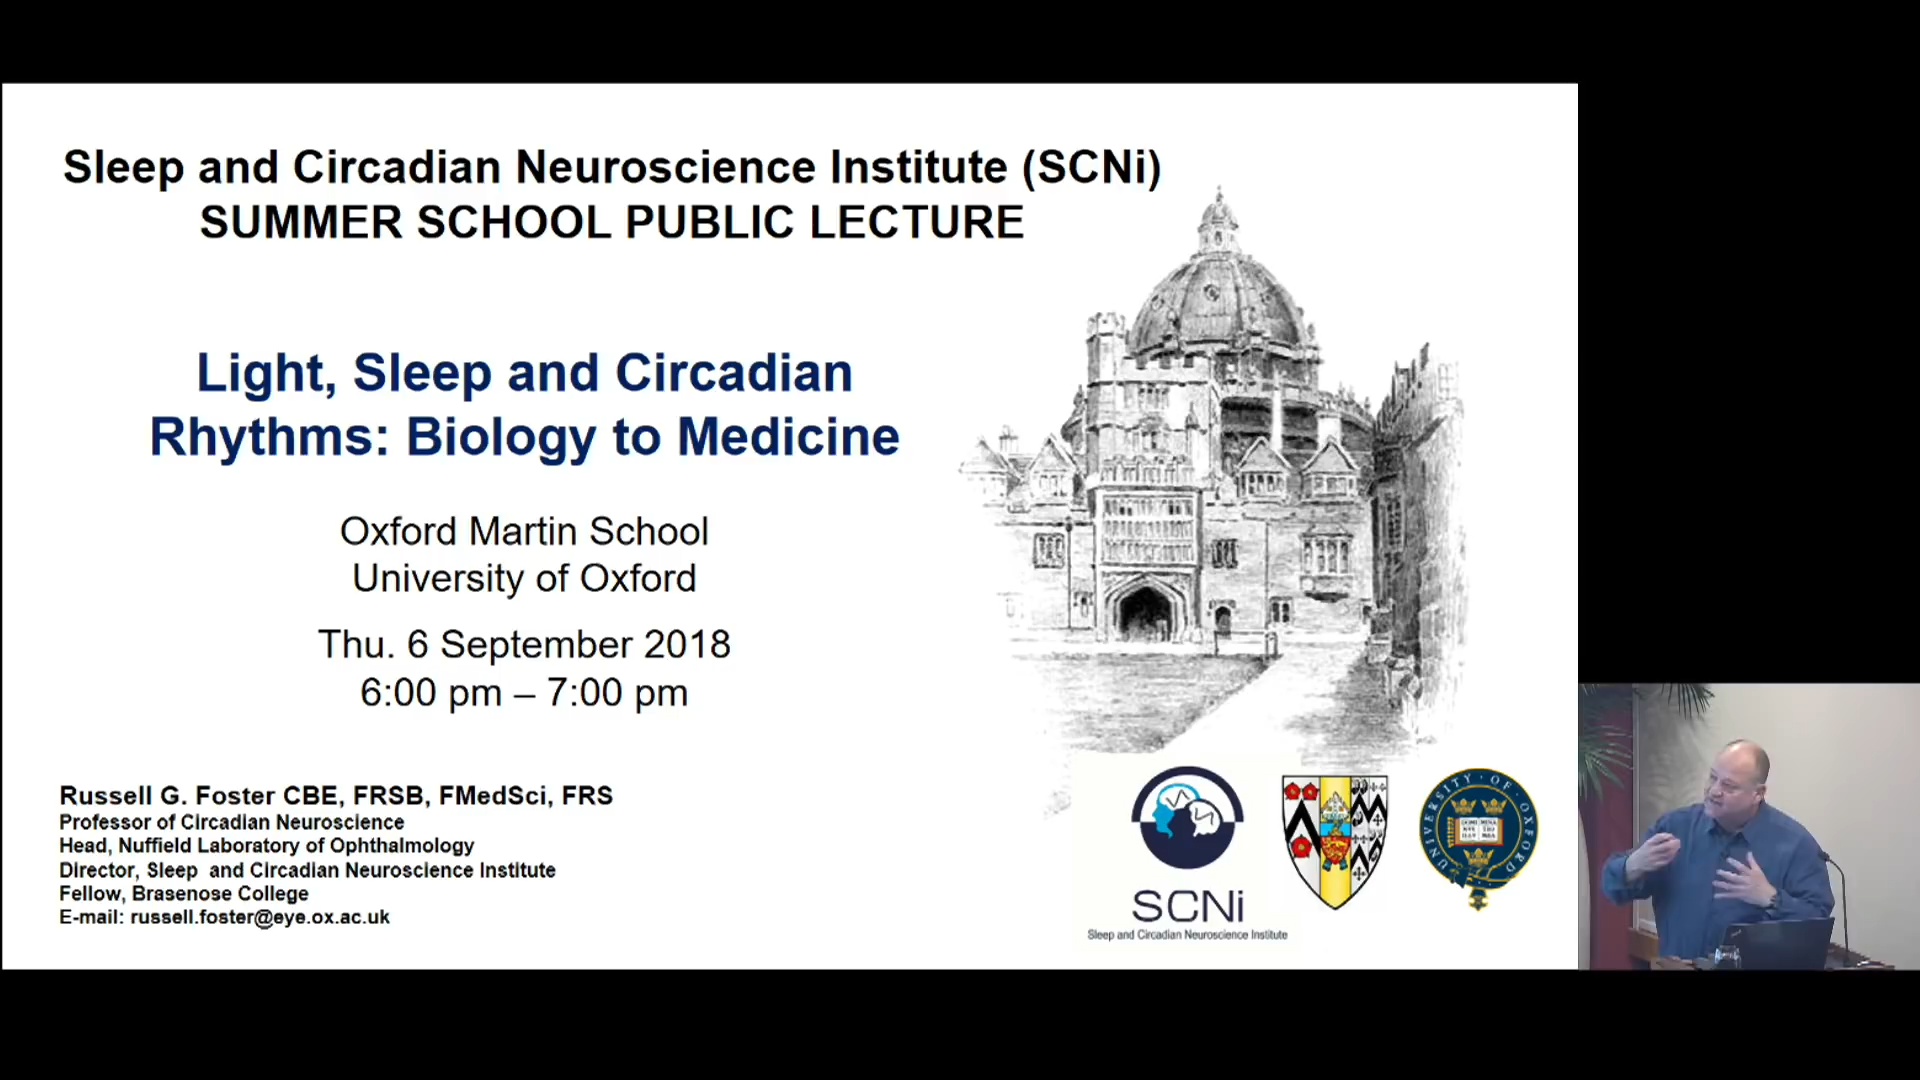 Sleep and Circadian Neuroscience Institute (SCNi)
SUMMER SCHOOL PUBLIC LECTURE
Light, Sleep and Circadian
Rhythms: Biology to Medicine
Oxford Martin School
University of Oxford
Thu. 6 September 2018
6:00 pm – 7:00 pm
Russell G. Foster CBE, FRSB, FMedSci, FRS
Professor of Circadian Neuroscience
Head, Nuffield Laboratory of Ophthalmology
Director, Sleep  and Circadian Neuroscience Institute
Fellow, Brasenose College
E-mail: russell.foster@eye.ox.ac.uk
SCNi
Sleep and Circadian Neuroscience Institute
UNIVERSITY · OF · OXFORD